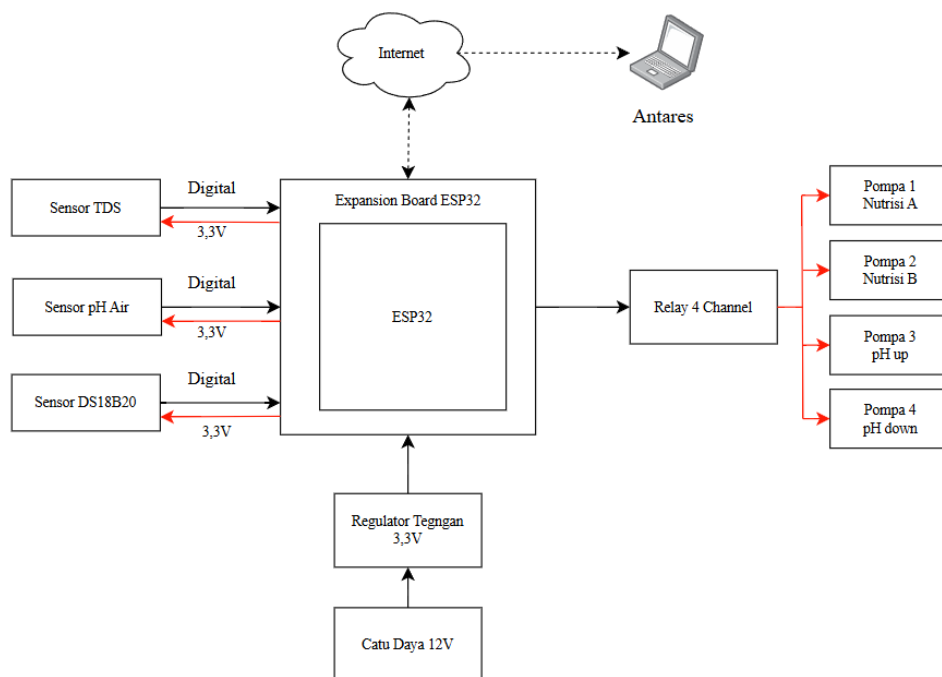 Internet
Antares
Digital
Sensor TDS
3,3V
Digital
Sensor pH Air
3,3V
Digital
Sensor DS18B20
3,3V
Expansion Board ESP32
ESP32
Relay 4 Channel
Pompa 1
Nutrisi A
Pompa 2
Nutrisi B
Pompa 3
pH up
Pompa 4
pH down
Regulator Tegngan
3,3V
Catu Daya 12V